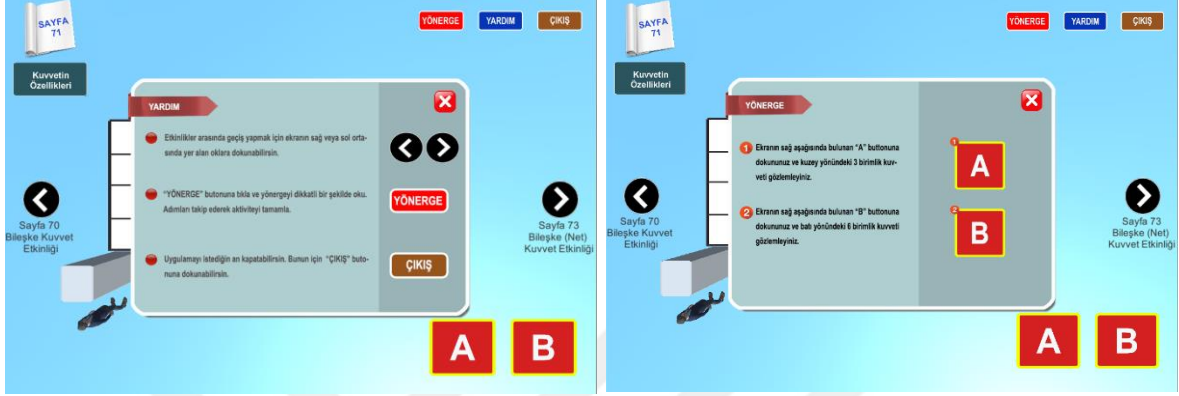 SAYFA
71
YÖNERGE
YARDIM
ÇIKIŞ
Kuvvetin
Özellikleri
YARDIM
Etkinlikler arasında geçiş yapmak için ekranın sağ veya sol orta-
sında yer alan oklara dokunabilirsin.
"YÖNERGE" butonuna tıkla ve yönergeyi dikkatli bir şekilde oku.
Adımları takip ederek aktiviteyi tamamla.
YÖNERGE
Uygulamayı istediğin an kapatabilirsin. Bunun için "ÇIKIŞ" buto-
nuna dokunabilirsin.
ÇIKIŞ
Sayfa 70
Bileşke Kuvvet
Etkinliği
Sayfa 73
Bileşke (Net)
Kuvvet Etkinliği
A
B
SAYFA
71
YÖNERGE
YARDIM
ÇIKIŞ
Kuvvetin
Özellikleri
YÖNERGE
1 Ekranın sağ aşağısında bulunan "A" buttonuna
dokununuz ve kuzey yönündeki 3 birimlik kuv-
veti gözlemleyiniz.
1
A
2 Ekranın sağ aşağısında bulunan "B" buttonuna
dokununuz ve batı yönündeki 6 birimlik kuvveti
gözlemleyiniz.
2
B
Sayfa 70
Bileşke Kuvvet
Etkinliği
Sayfa 73
Bileşke (Net)
Kuvvet Etkinliği
A
B